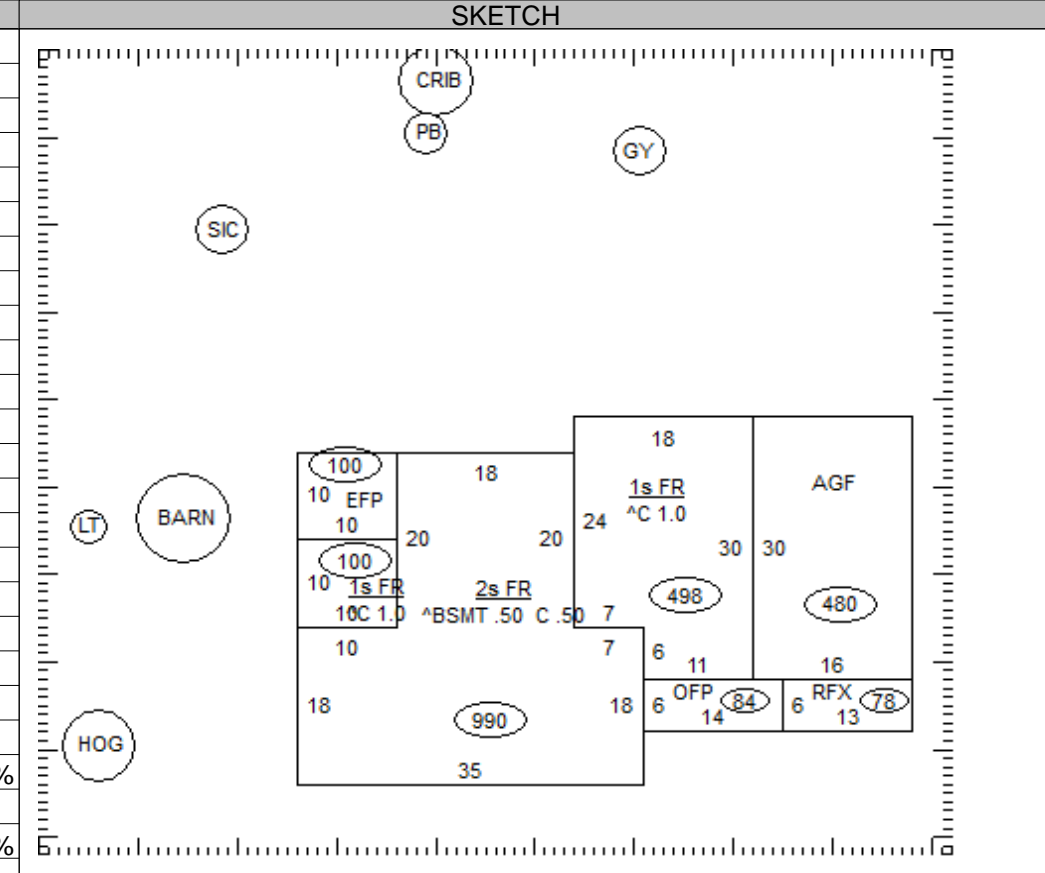 SKETCH
CRIB
PB
GY
SIC
18
100
18
1s FR
AGF
10 EFP
^C 1.0
10
24
LT
BARN
20
20
30
30
100
10 1s FR
2s FR
498
480
10 ^C 1.0
^BSMT .50 C .50
7
10
7
6
11
16
18
990
18
6
OFP
84
14
6
RFX
78
13
HOG
35
%
%